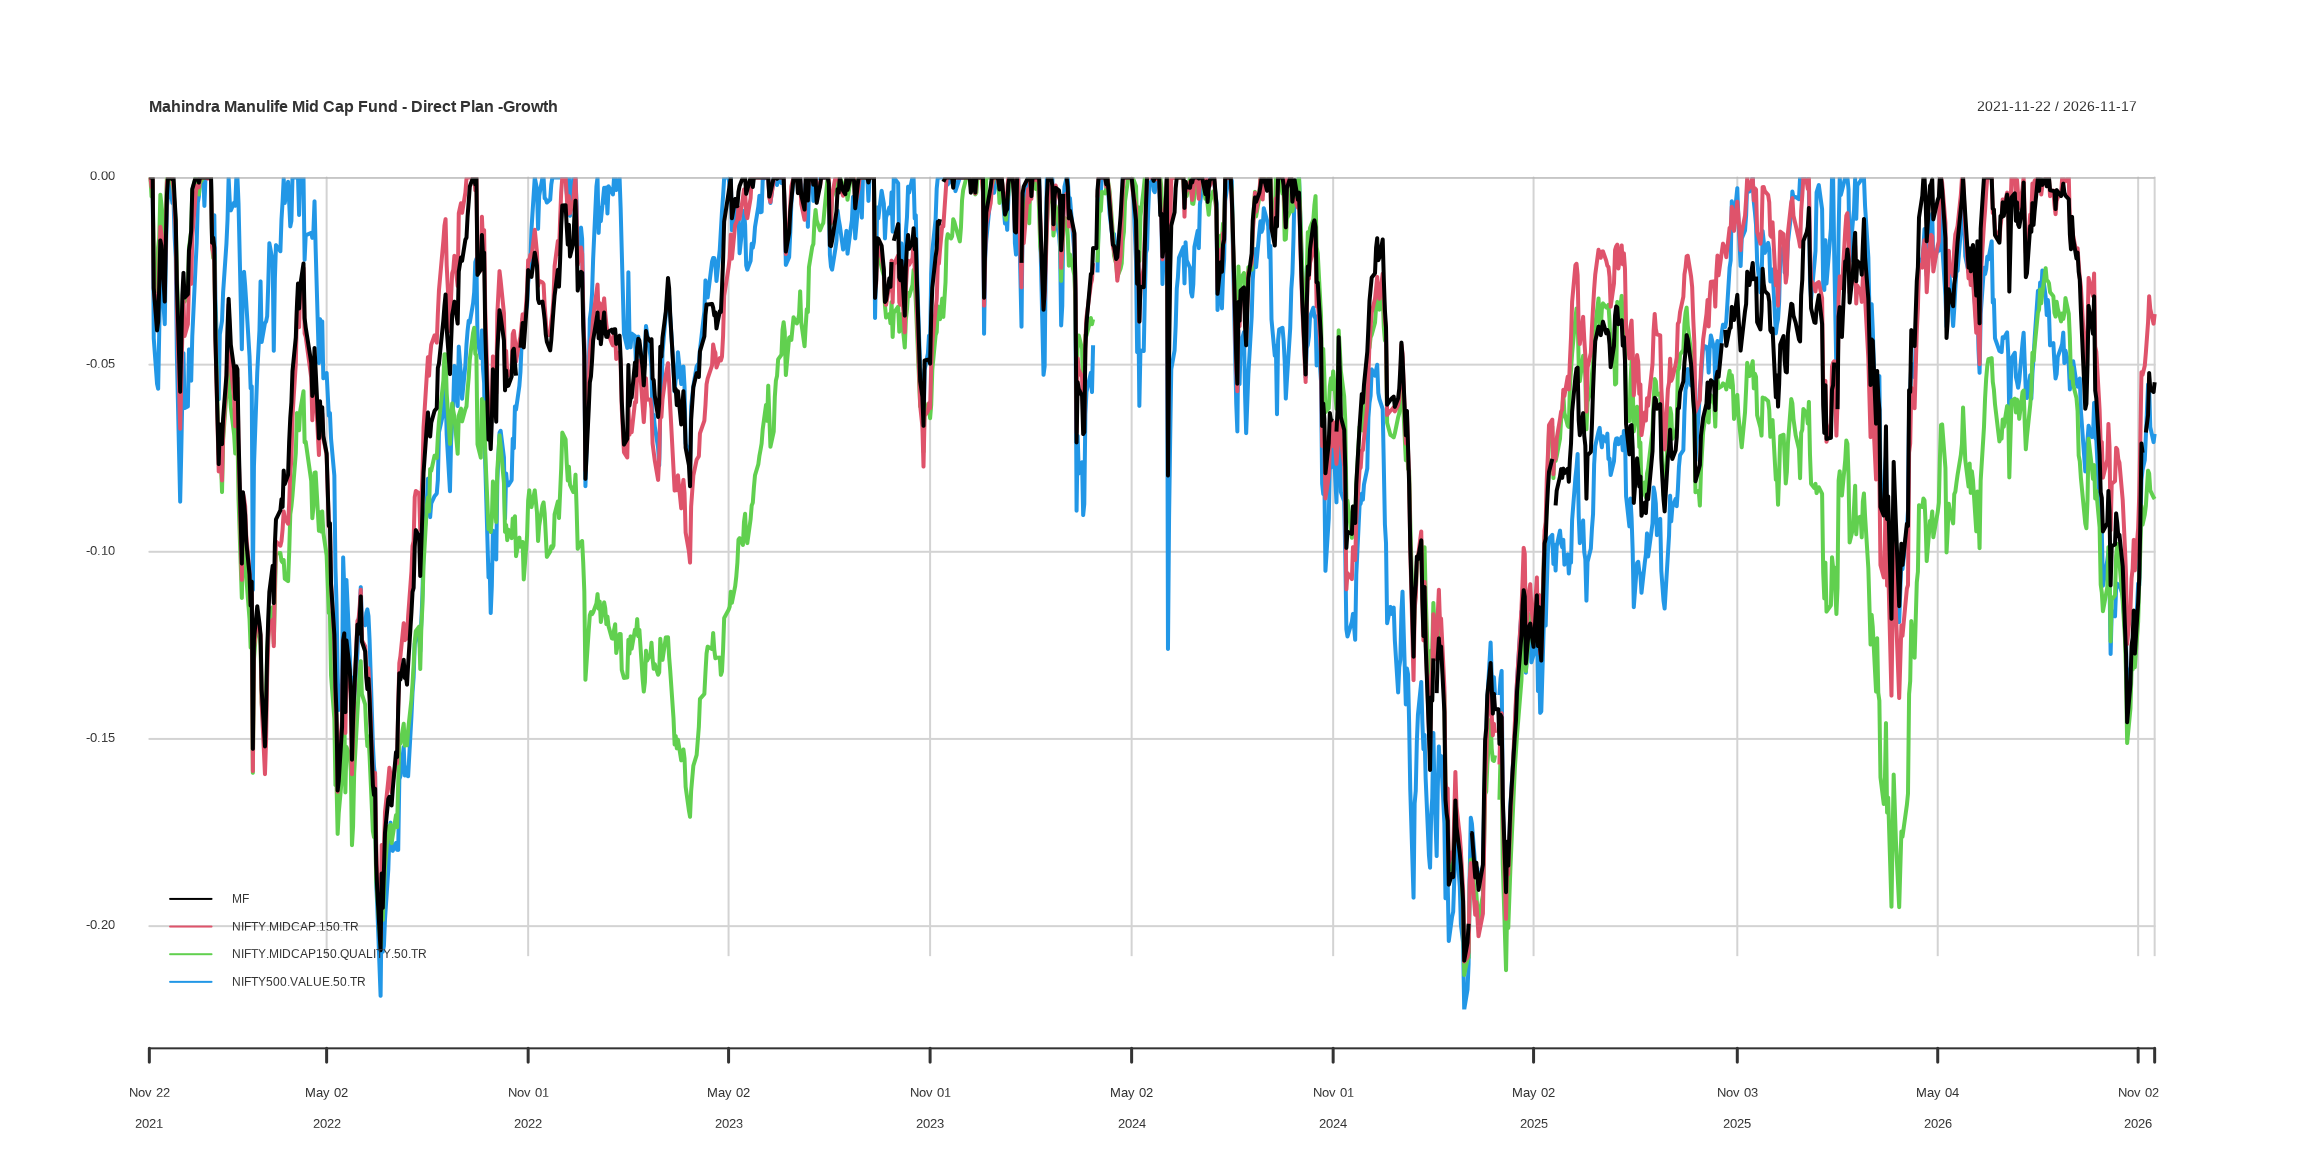 Mahindra Manulife Mid Cap Fund - Direct Plan -Growth
2021-11-22 / 2026-11-17
0.00
-0.05
-0.10
-0.15
-0.20
MF
NIFTY.MIDCAP.150.TR
NIFTY.MIDCAP150.QUALITY.50.TR
NIFTY500.VALUE.50.TR
Nov 22 May 02 Nov 01 May 02 Nov 01 May 02 Nov 01 May 02 Nov 03 May 04 Nov 02
2021 2022 2022 2023 2023 2024 2024 2025 2025 2026 2026